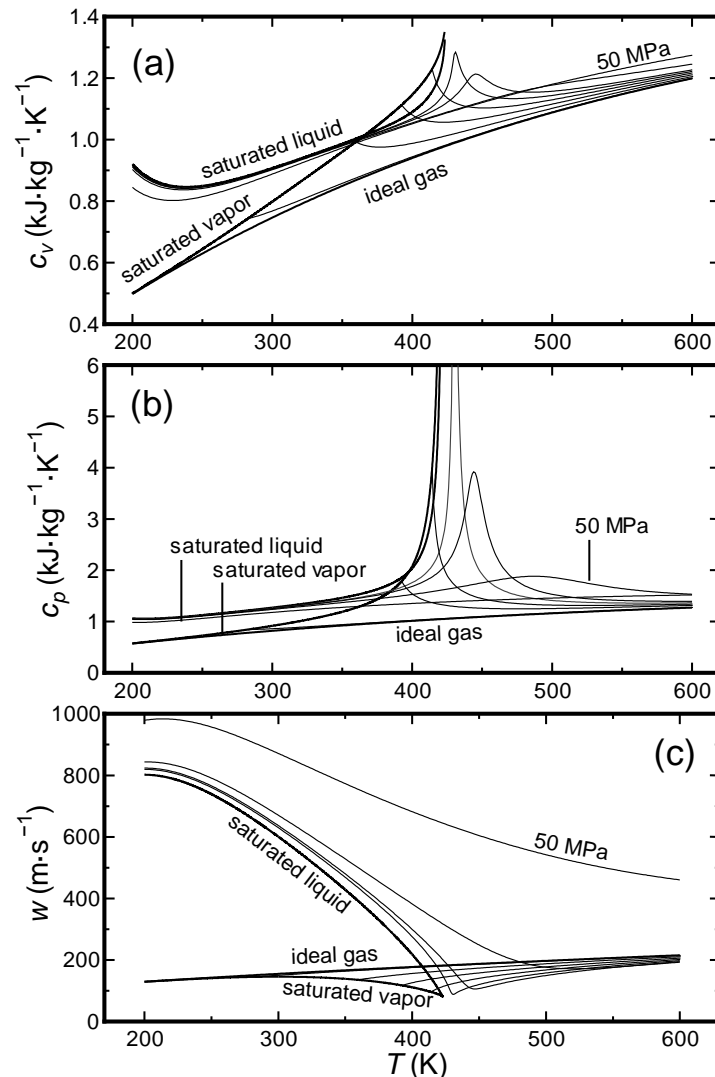 (a)
50 MPa
saturated liquid
saturated vapor
ideal gas
c_v (kJ·kg⁻¹·K⁻¹)
1.4
1.2
1.0
0.8
0.6
0.4
200 300 400 500 600
(b)
50 MPa
saturated liquid
saturated vapor
ideal gas
c_p (kJ·kg⁻¹·K⁻¹)
6
5
4
3
2
1
0
200 300 400 500 600
(c)
50 MPa
saturated liquid
ideal gas
saturated vapor
w (m·s⁻¹)
1000
800
600
400
200
0
200 300 400 500 600
T (K)